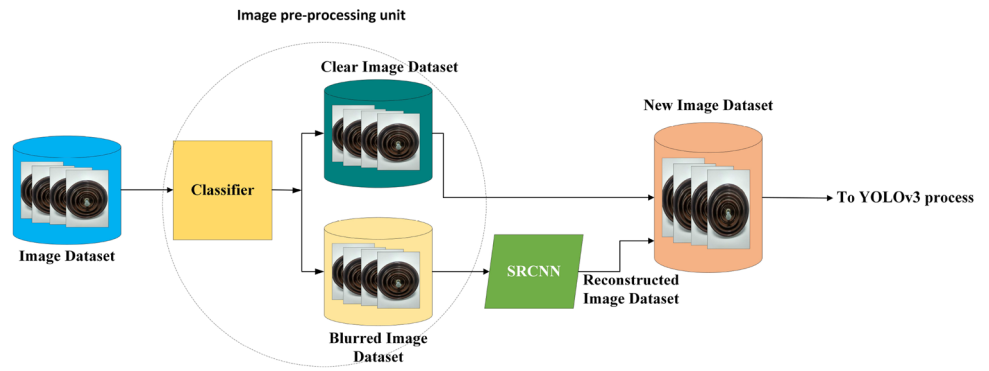 Image pre-processing unit
Clear Image Dataset
New Image Dataset
Classifier
To YOLOv3 process
Image Dataset
SRCNN
Reconstructed
Image Dataset
Blurred Image
Dataset